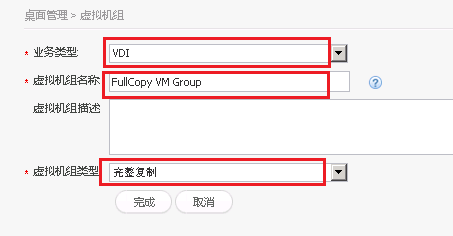 桌面管理 > 虚拟机组
* 业务类型: VDI
* 虚拟机组名称: FullCopy VM Group ?
虚拟机组描述
* 虚拟机组类型 完整复制
完成 取消